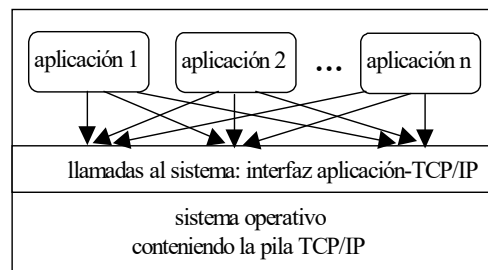 aplicación 1 aplicación 2 ... aplicación n
llamadas al sistema: interfaz aplicación-TCP/IP
sistema operativo
conteniendo la pila TCP/IP